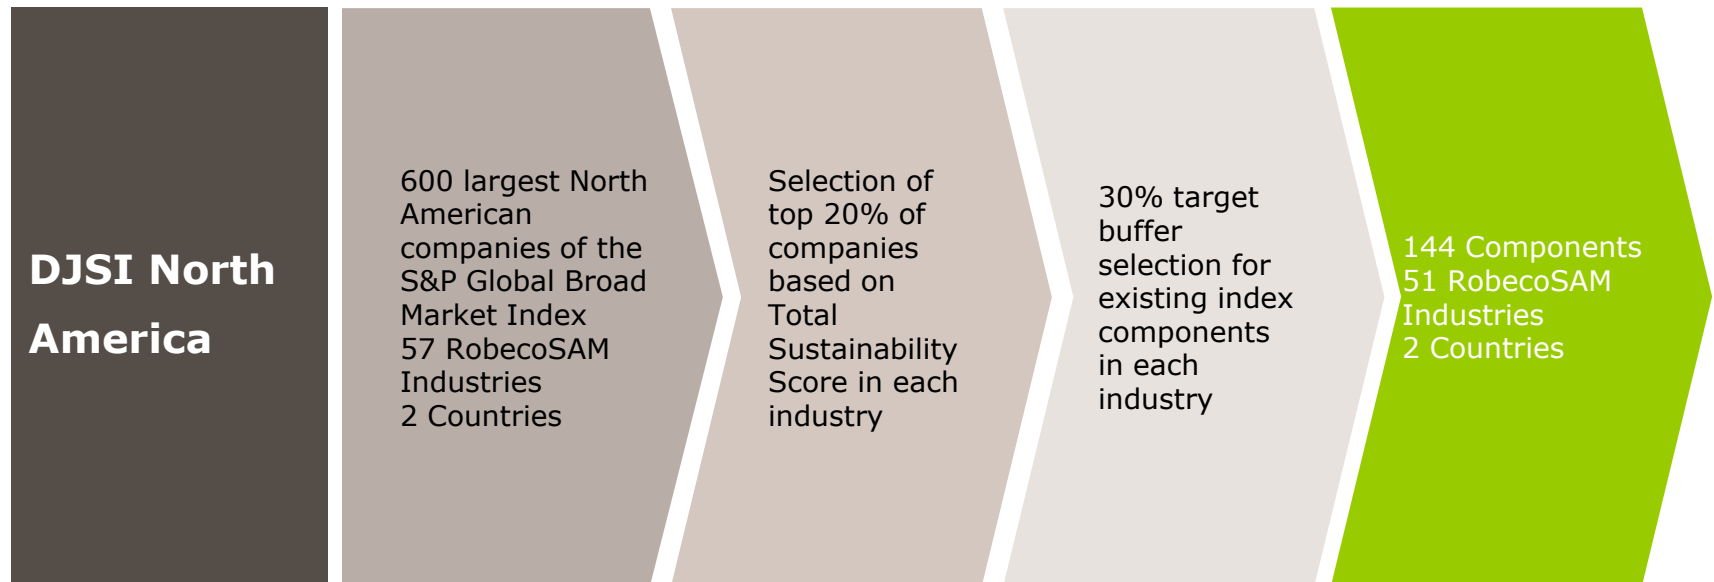 DJSI North
America
600 largest North
American
companies of the
S&P Global Broad
Market Index
57 RobecoSAM
Industries
2 Countries
Selection of
top 20% of
companies
based on
Total
Sustainability
Score in each
industry
30% target
buffer
selection for
existing index
components
in each
industry
144 Components
51 RobecoSAM
Industries
2 Countries